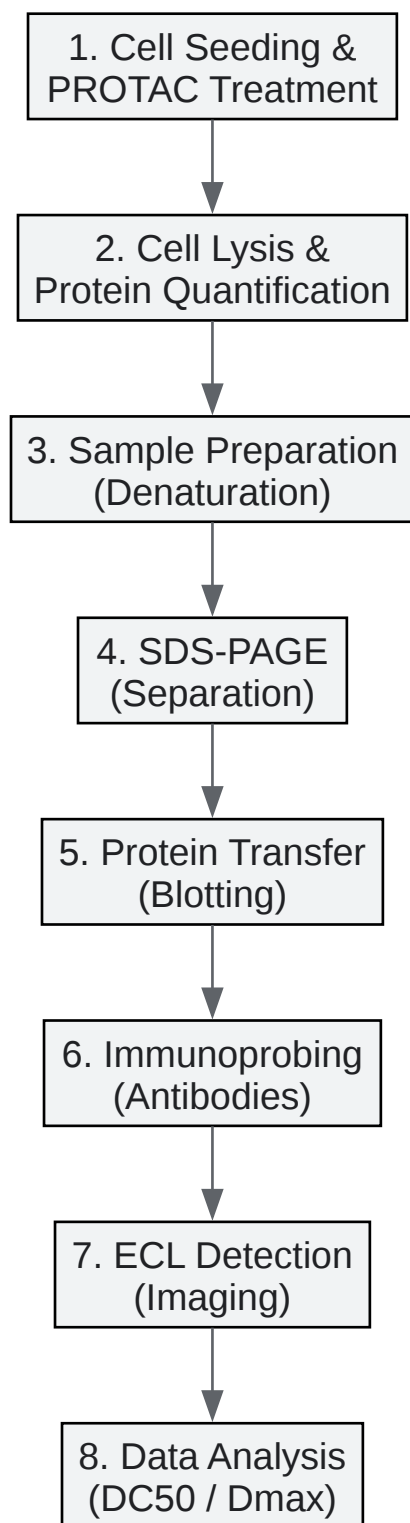 1. Cell Seeding &
PROTAC Treatment
2. Cell Lysis &
Protein Quantification
3. Sample Preparation
(Denaturation)
4. SDS-PAGE
(Separation)
5. Protein Transfer
(Blotting)
6. Immunoprobing
(Antibodies)
7. ECL Detection
(Imaging)
8. Data Analysis
(DC50 / Dmax)